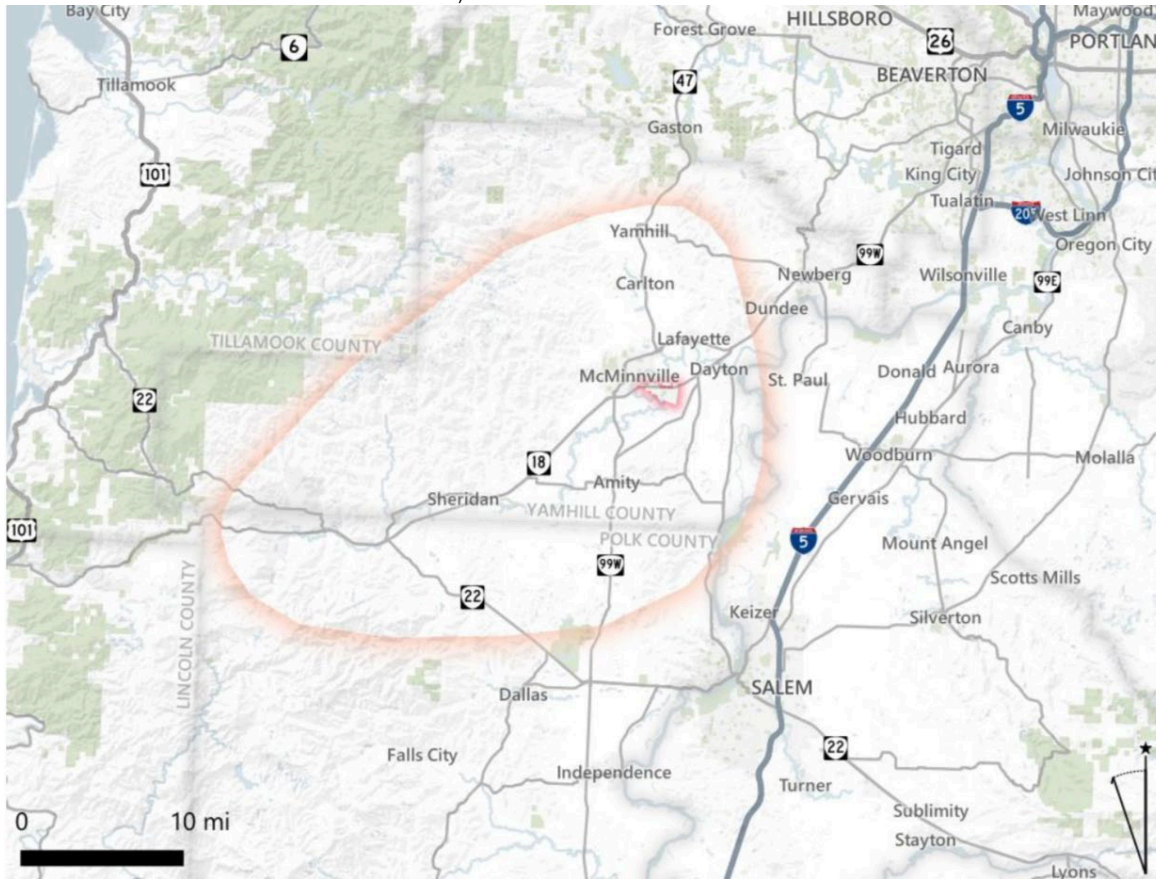 Bay City
HILLSBORO
Maywood
Forest Grove
6
26
PORTLAN
Tillamook
47
BEAVERTON
5
Gaston
Milwaukie
Tigard
101
King City
Johnson Cit
Tualatin
20
West Linn
Yamhill
Oregon City
99W
Newberg
Wilsonville
Carlton
99E
Dundee
Canby
TILLAMOOK COUNTY
Lafayette
McMinnville
Dayton
St. Paul
Donald
Aurora
22
Hubbard
18
Woodburn
Molalla
Amity
Sheridan
Gervais
YAMHILL COUNTY
101
POLK COUNTY
5
Mount Angel
99W
Scotts Mills
22
LINCOLN COUNTY
Keizer
Silverton
SALEM
Dallas
22
Falls City
Independence
Turner
0 10 mi
Sublimity
Stayton
Lyons